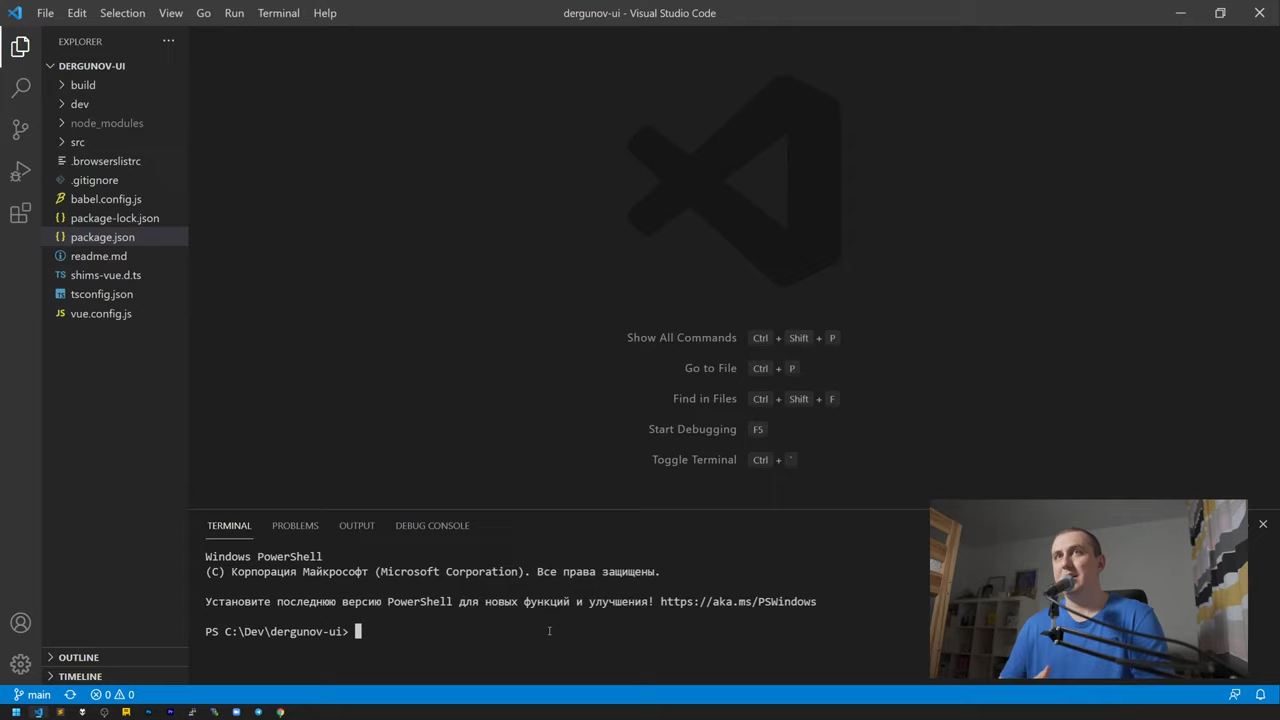 File Edit Selection View Go Run Terminal Help
dergunov-ui - Visual Studio Code
EXPLORER
DERGUNOV-UI
build
dev
node_modules
src
.browserslistrc
.gitignore
babel.config.js
package-lock.json
package.json
readme.md
TS shims-vue.d.ts
tsconfig.json
JS vue.config.js
OUTLINE
TIMELINE
Show All Commands Ctrl + Shift + P
Go to File Ctrl + P
Find in Files Ctrl + Shift + F
Start Debugging F5
Toggle Terminal Ctrl + `
TERMINAL PROBLEMS OUTPUT DEBUG CONSOLE
Windows PowerShell
(C) Корпорация Майкрософт (Microsoft Corporation). Все права защищены.
Установите последнюю версию PowerShell для новых функций и улучшения! https://aka.ms/PSWindows
PS C:\Dev\dergunov-ui>
main 0 0